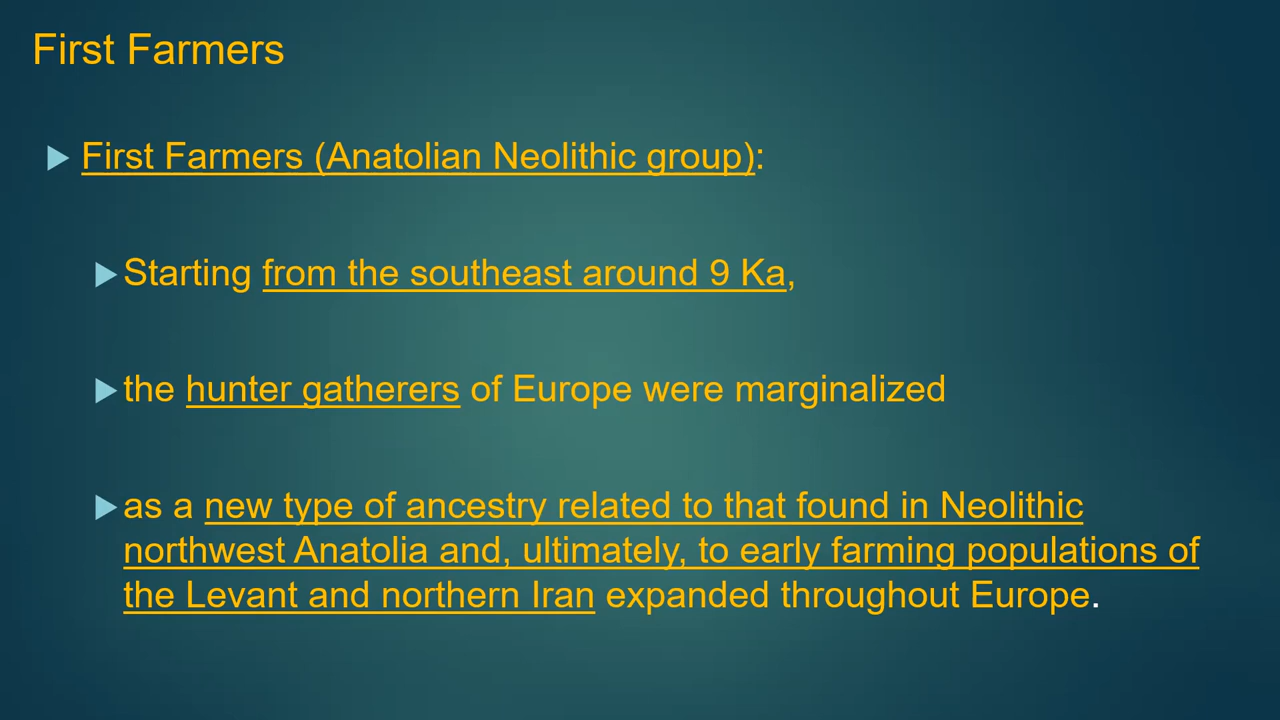 First Farmers
First Farmers (Anatolian Neolithic group):
Starting from the southeast around 9 Ka,
the hunter gatherers of Europe were marginalized
as a new type of ancestry related to that found in Neolithic
northwest Anatolia and, ultimately, to early farming populations of
the Levant and northern Iran expanded throughout Europe.